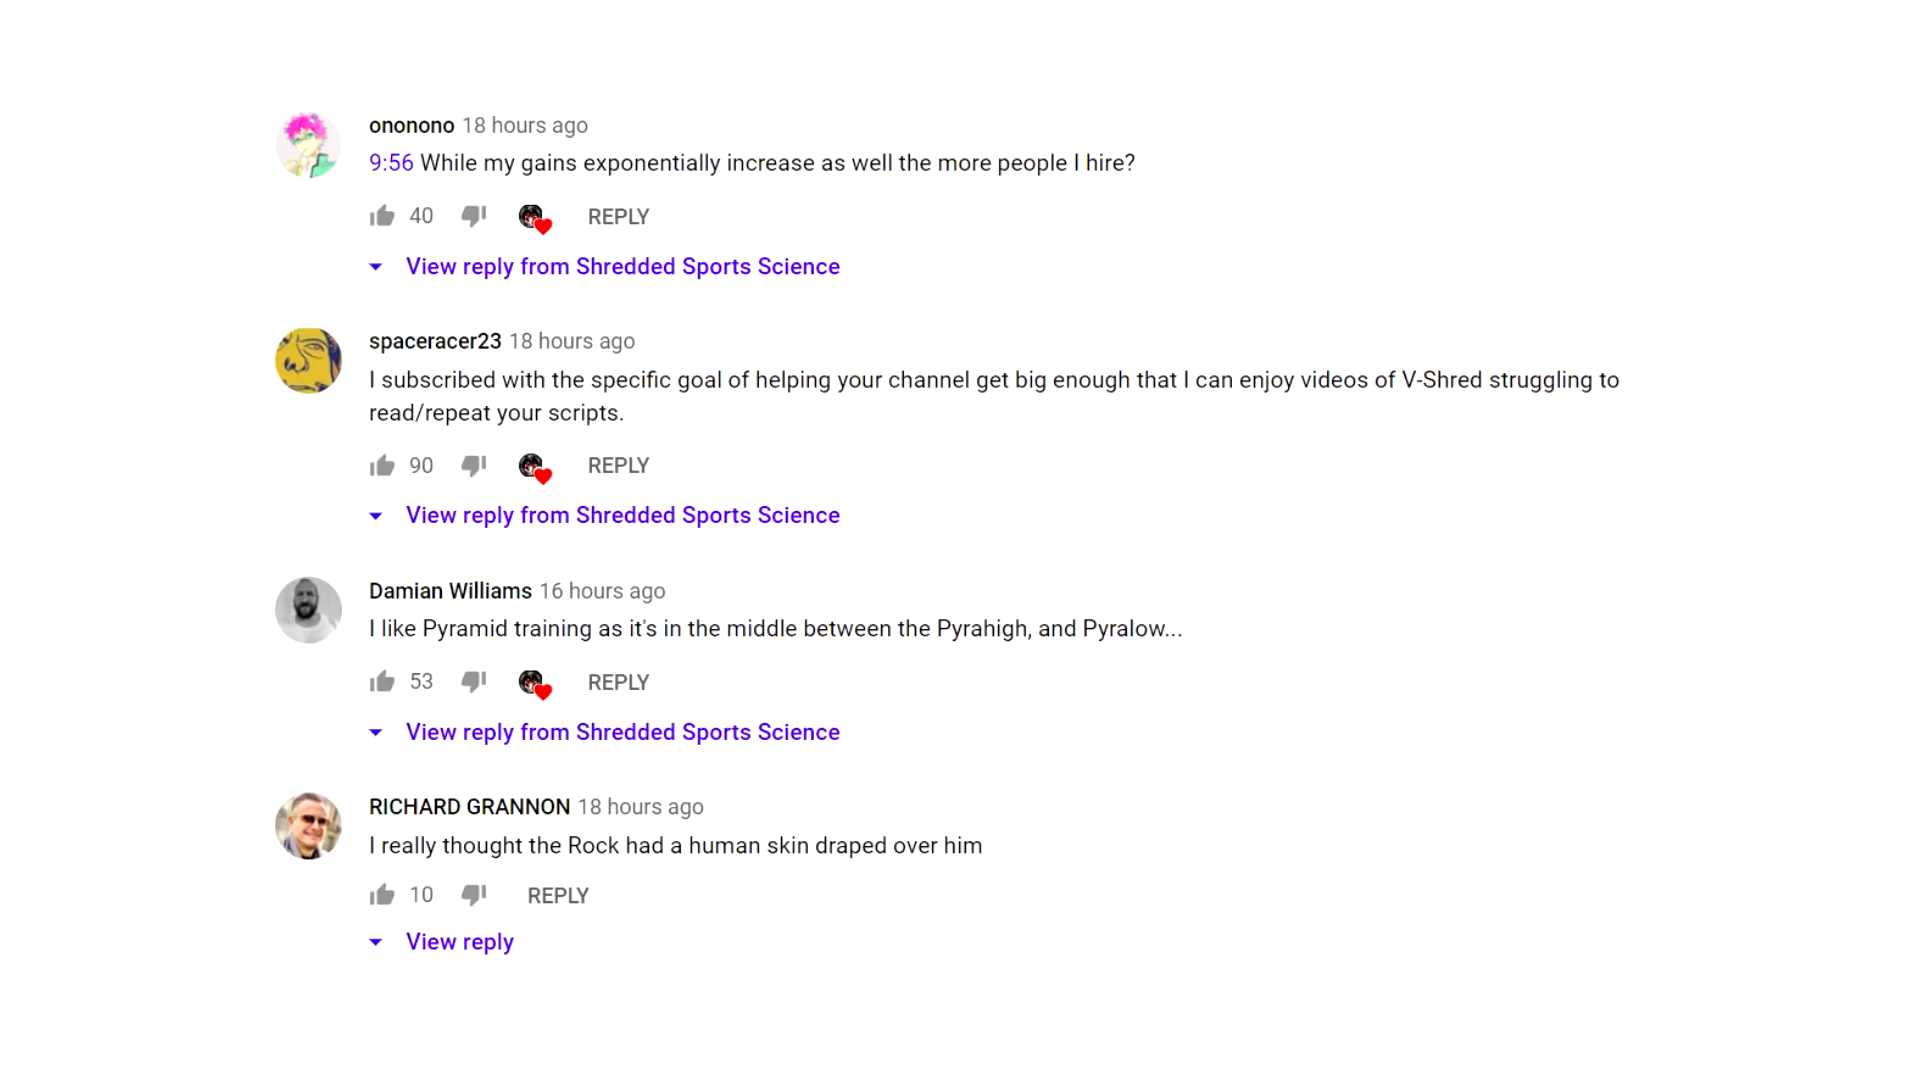 ononono 18 hours ago
9:56 While my gains exponentially increase as well the more people I hire?
40 REPLY
View reply from Shredded Sports Science
spaceracer23 18 hours ago
I subscribed with the specific goal of helping your channel get big enough that I can enjoy videos of V-Shred struggling to
read/repeat your scripts.
90 REPLY
View reply from Shredded Sports Science
Damian Williams 16 hours ago
I like Pyramid training as it's in the middle between the Pyrahigh, and Pyralow...
53 REPLY
View reply from Shredded Sports Science
RICHARD GRANNON 18 hours ago
I really thought the Rock had a human skin draped over him
10 REPLY
View reply